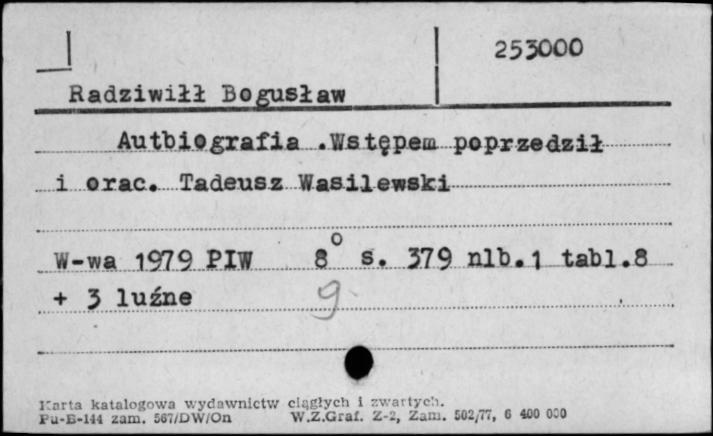 253000
Radziwiłł Bogusław
Autbiografia .Wstępem poprzedził
i orac. Tadeusz Wasilewski
W-wa 1979 PIW 8° s. 379 nlb.1 tabl.8
+ 3 luźne 9
Karta katalogowa wydawnictw ciągłych i zwartych.
Pu-B-144 zam. 567/DW/On W.Z.Graf. Z-2, Zam. 502/77, 6 400 000